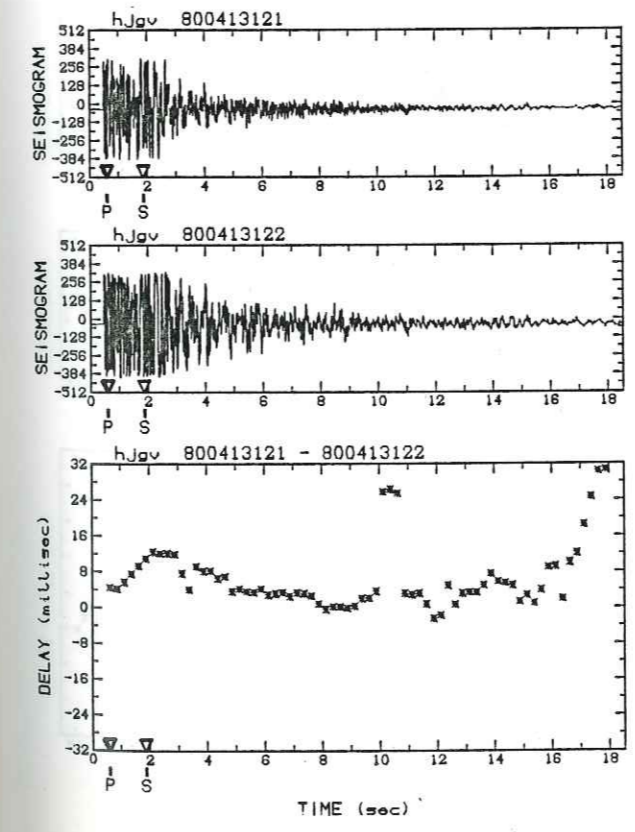 hJgv 800413121
512
384
256
128
0
-128
-256
-384
-512
SEISMOGRAM
0 2 4 6 8 10 12 14 16 18
P S
hJgv 800413122
512
384
256
128
0
-128
-256
-384
-512
SEISMOGRAM
0 2 4 6 8 10 12 14 16 18
P S
hJgv 800413121 - 800413122
32
24
16
8
0
-8
-16
-24
-32
DELAY (millisec)
0 2 4 6 8 10 12 14 16 18
P S
TIME (sec)